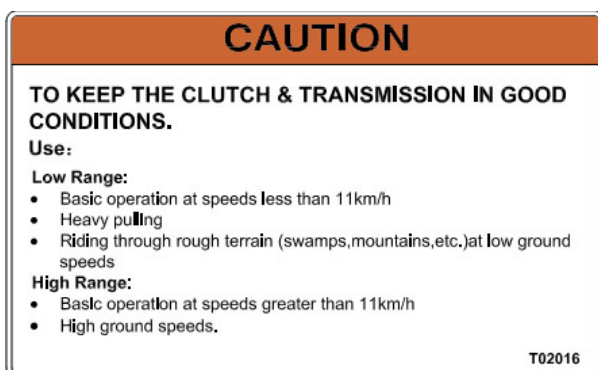 CAUTION
TO KEEP THE CLUTCH & TRANSMISSION IN GOOD
CONDITIONS.
Use:
Low Range:
• Basic operation at speeds less than 11km/h
• Heavy pulling
• Riding through rough terrain (swamps,mountains,etc.)at low ground
speeds
High Range:
• Basic operation at speeds greater than 11km/h
• High ground speeds.
T02016